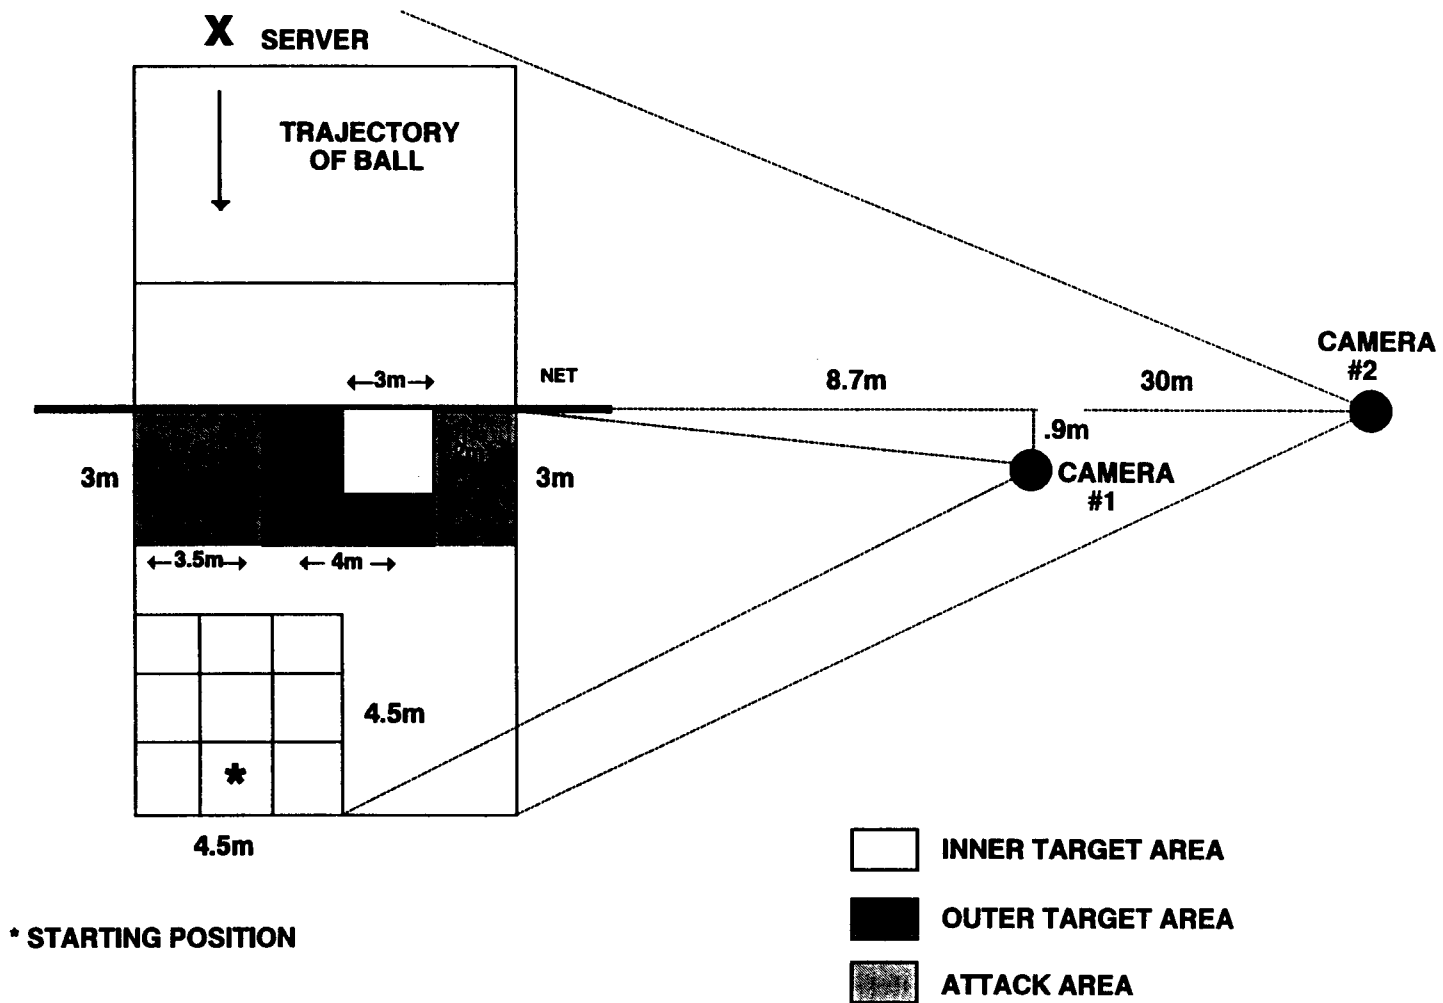 X SERVER
TRAJECTORY
OF BALL
CAMERA
#2
3m
NET
8.7m
30m
.9m
3m
3m
CAMERA
#1
3.5m
4m
4.5m
*
4.5m
INNER TARGET AREA
OUTER TARGET AREA
* STARTING POSITION
ATTACK AREA